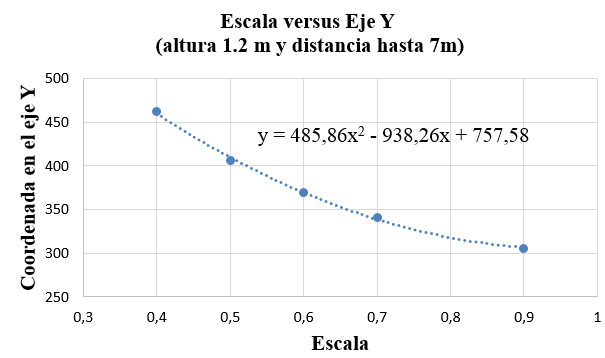 Escala versus Eje Y
(altura 1.2 m y distancia hasta 7m)
Coordenada en el eje Y
500
450
400
350
300
250
y = 485,86x² - 938,26x + 757,58
0,3
0,4
0,5
0,6
0,7
0,8
0,9
1
Escala